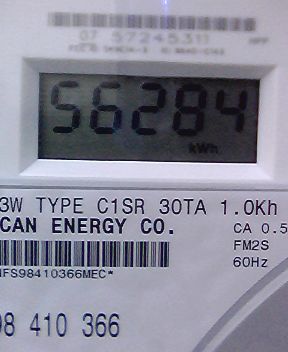 07 57245311
56284
kWh
3W TYPE C1SR 30TA 1.0Kh
CAN ENERGY CO.
CA 0.5
FM2S
60Hz
NFS98410366MEC*
98 410 366